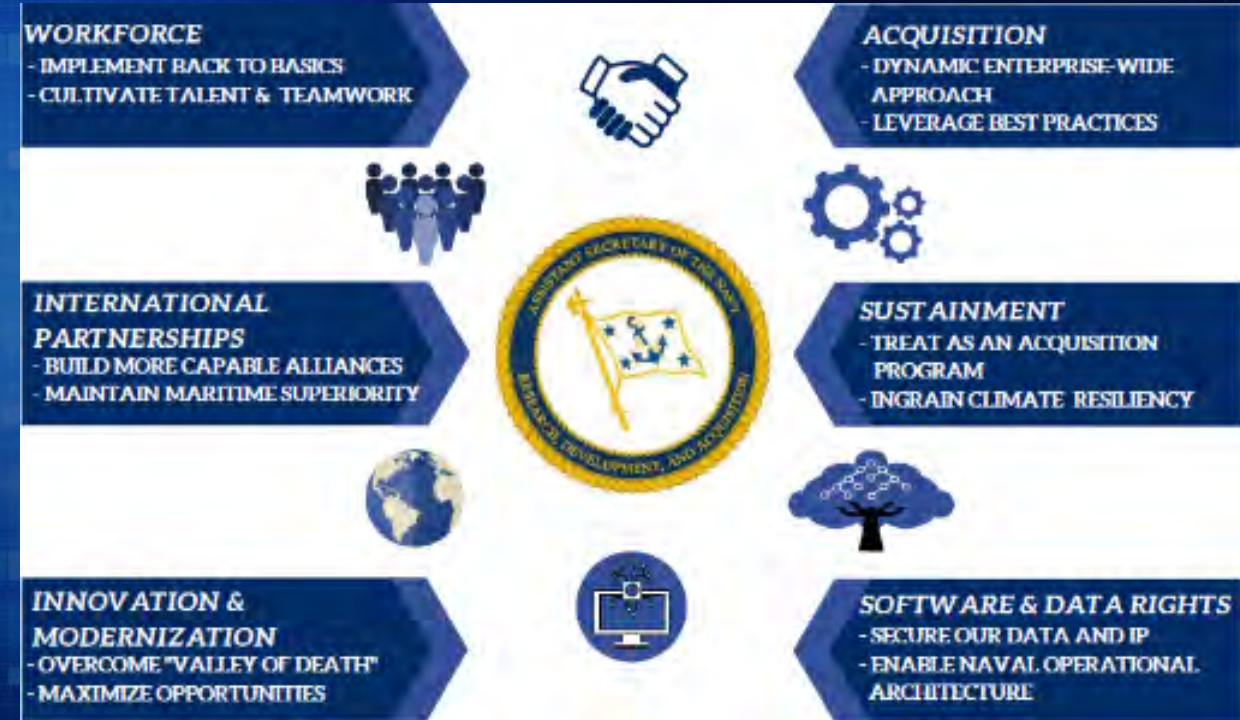 WORKFORCE
- IMPLEMENT BACK TO BASICS
- CULTIVATE TALENT & TEAMWORK
ACQUISITION
- DYNAMIC ENTERPRISE-WIDE
APPROACH
- LEVERAGE BEST PRACTICES
ASSISTANT SECRETARY OF THE NAVY
RESEARCH, DEVELOPMENT, AND ACQUISITION
INTERNATIONAL
PARTNERSHIPS
- BUILD MORE CAPABLE ALLIANCES
- MAINTAIN MARITIME SUPERIORITY
SUSTAINMENT
- TREAT AS AN ACQUISITION
PROGRAM
- INGRAIN CLIMATE RESILIENCY
INNOVATION &
MODERNIZATION
- OVERCOME "VALLEY OF DEATH"
- MAXIMIZE OPPORTUNITIES
SOFTWARE & DATA RIGHTS
- SECURE OUR DATA AND IP
- ENABLE NAVAL OPERATIONAL
ARCHITECTURE